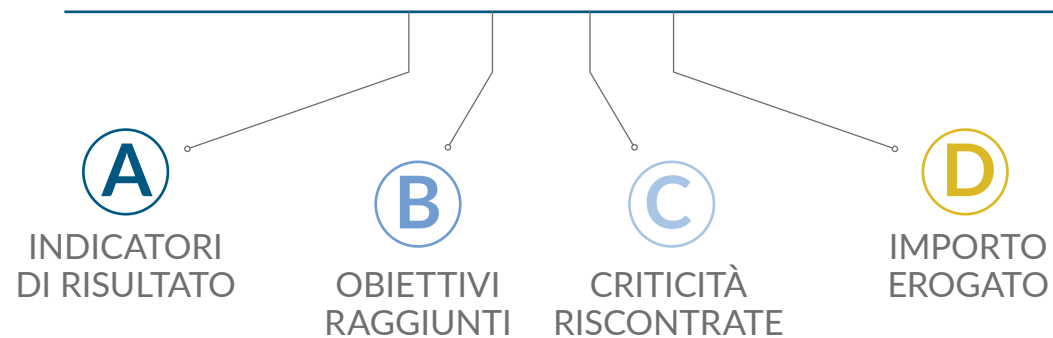 A
INDICATORI
DI RISULTATO
B
OBIETTIVI
RAGGIUNTI
C
CRITICITÀ
RISCONTRATE
D
IMPORTO
EROGATO